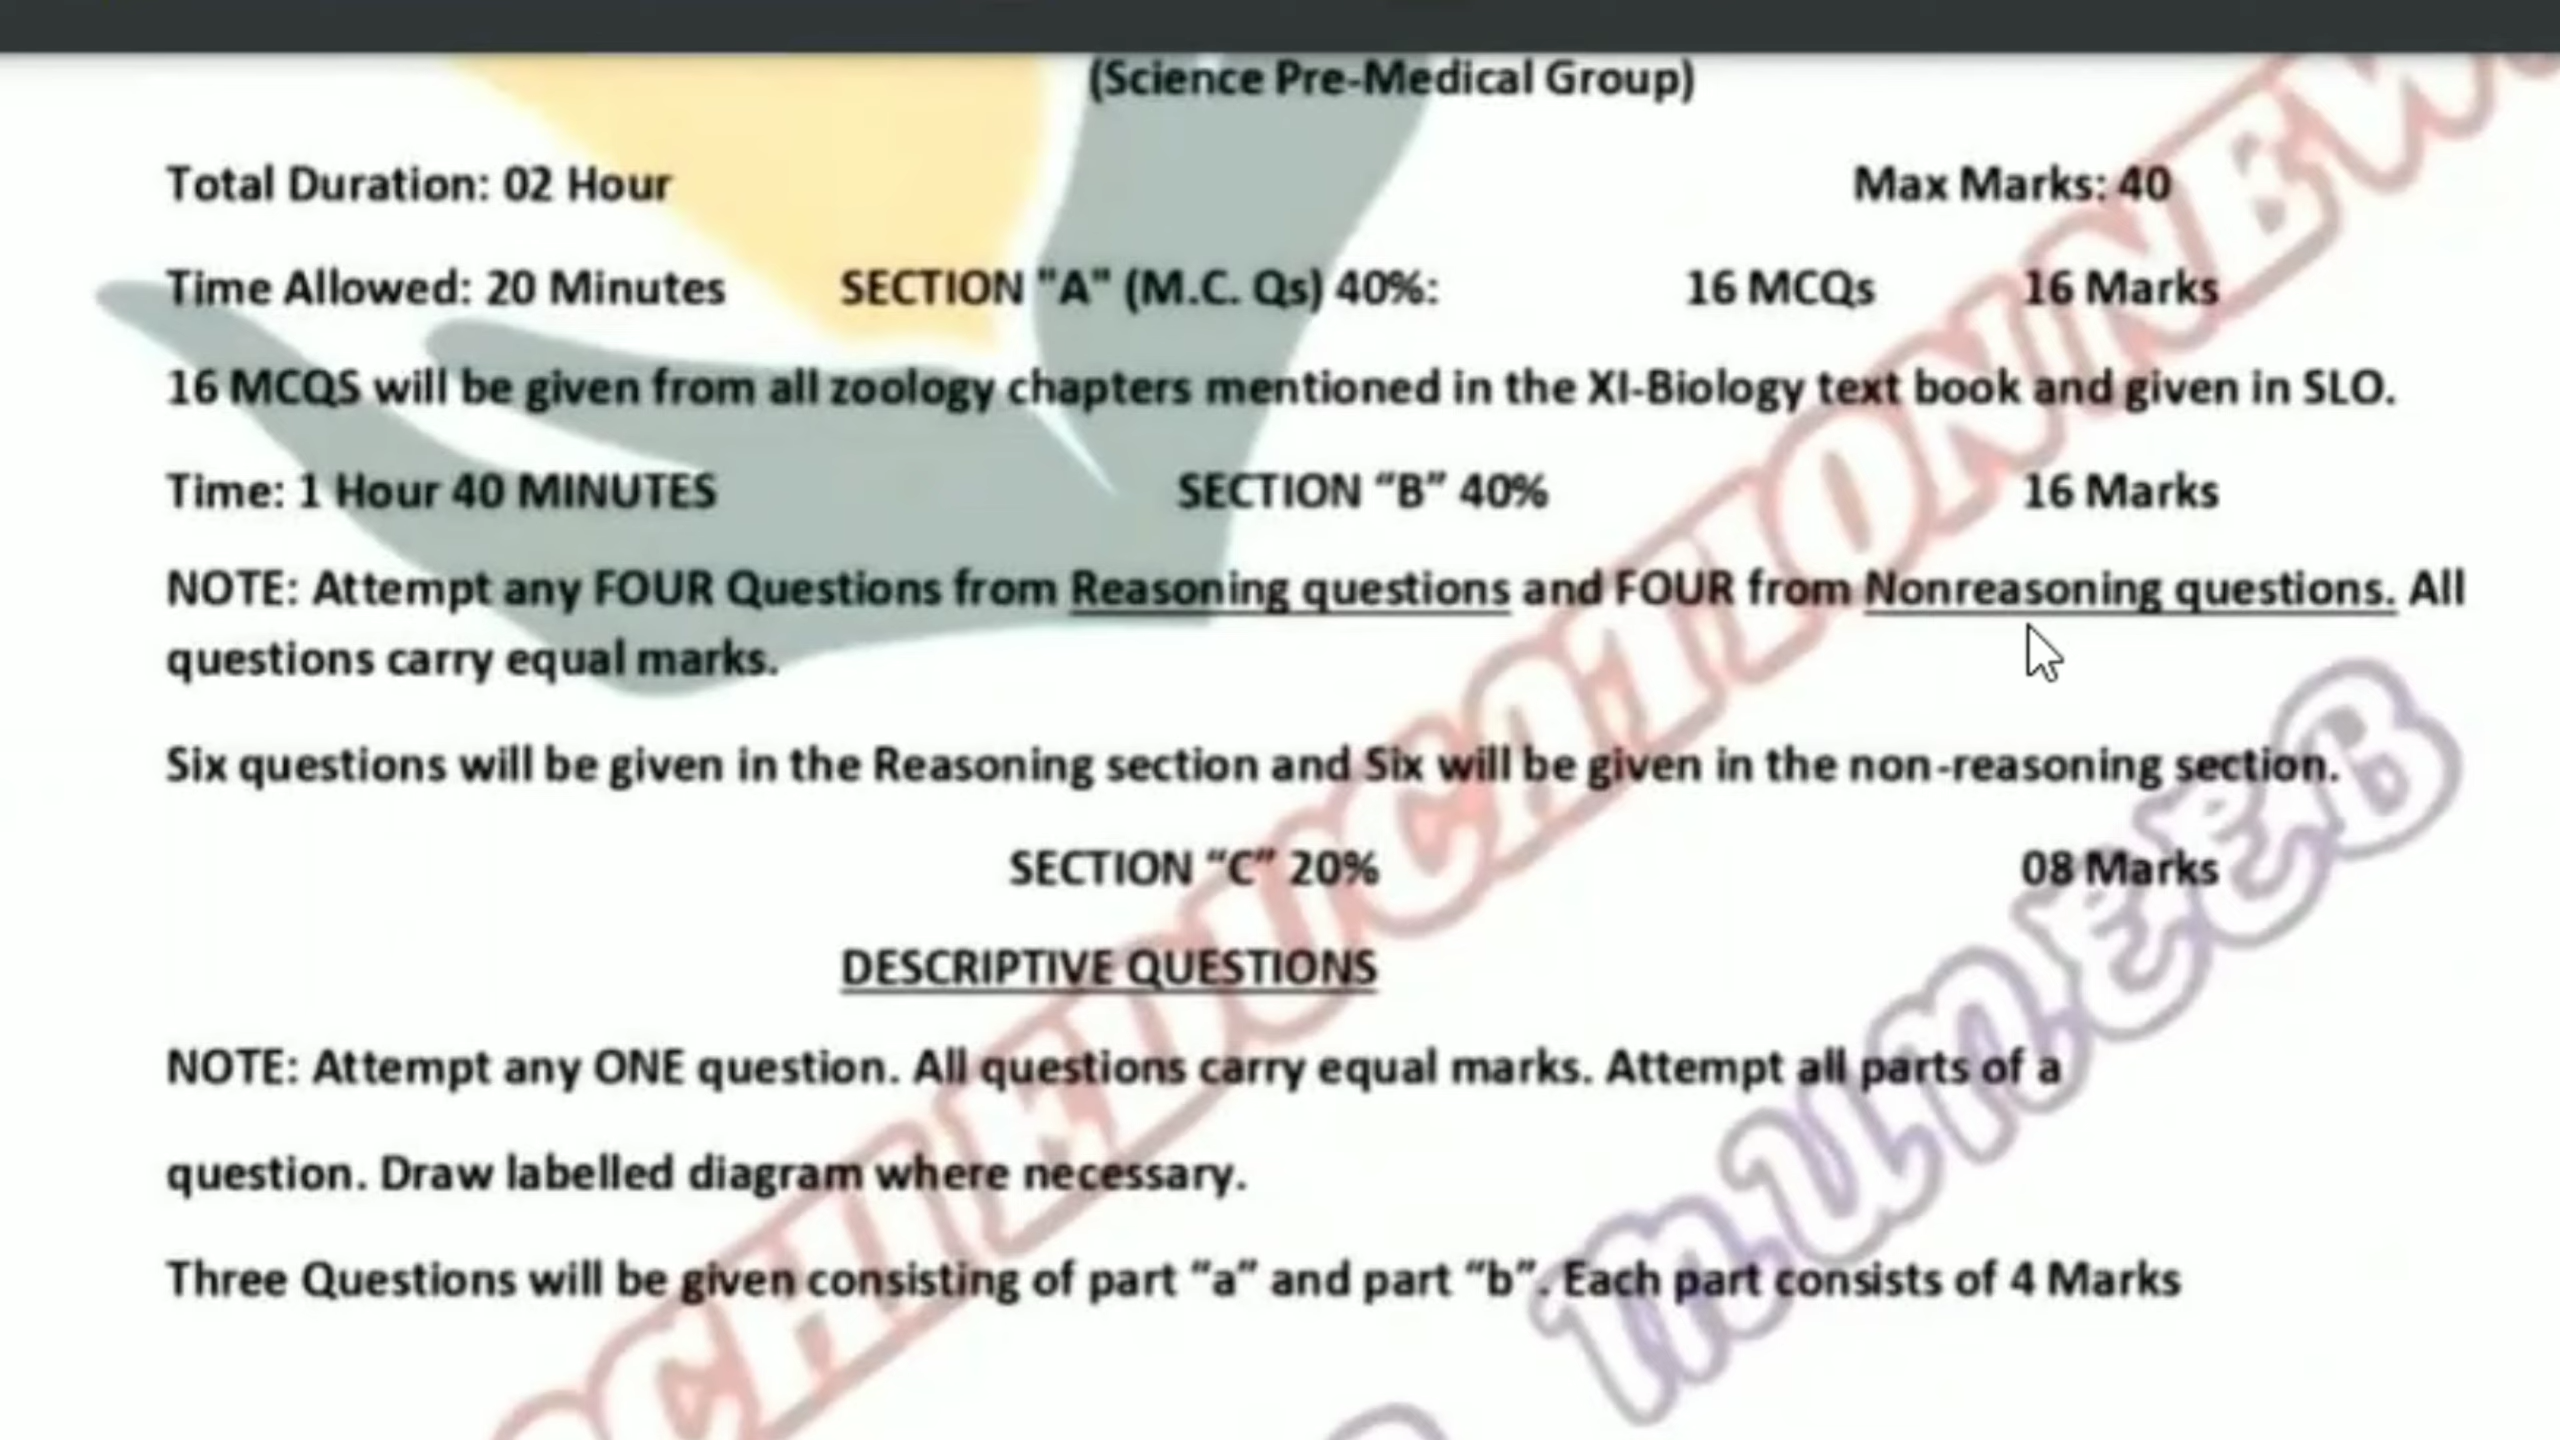 (Science Pre-Medical Group)
Total Duration: 02 Hour Max Marks: 40
Time Allowed: 20 Minutes SECTION "A" (M.C. Qs) 40%: 16 MCQs 16 Marks
16 MCQS will be given from all zoology chapters mentioned in the XI-Biology text book and given in SLO.
Time: 1 Hour 40 MINUTES SECTION “B” 40% 16 Marks
NOTE: Attempt any FOUR Questions from Reasoning questions and FOUR from Nonreasoning questions. All
questions carry equal marks.
Six questions will be given in the Reasoning section and Six will be given in the non-reasoning section.
SECTION “C” 20% 08 Marks
DESCRIPTIVE QUESTIONS
NOTE: Attempt any ONE question. All questions carry equal marks. Attempt all parts of a
question. Draw labelled diagram where necessary.
Three Questions will be given consisting of part “a” and part “b”. Each part consists of 4 Marks
MUNEEB